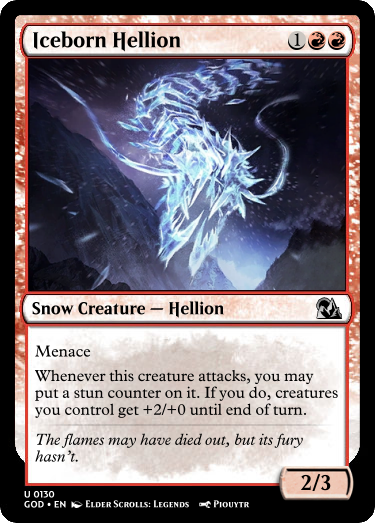 Iceborn Hellion 1
Snow Creature — Hellion
Menace
Whenever this creature attacks, you may
put a stun counter on it. If you do, creatures
you control get +2/+0 until end of turn.
The flames may have died out, but its fury
hasn't.
2/3
U 0130
GOD • EN Elder Scrolls: Legends Piouytr